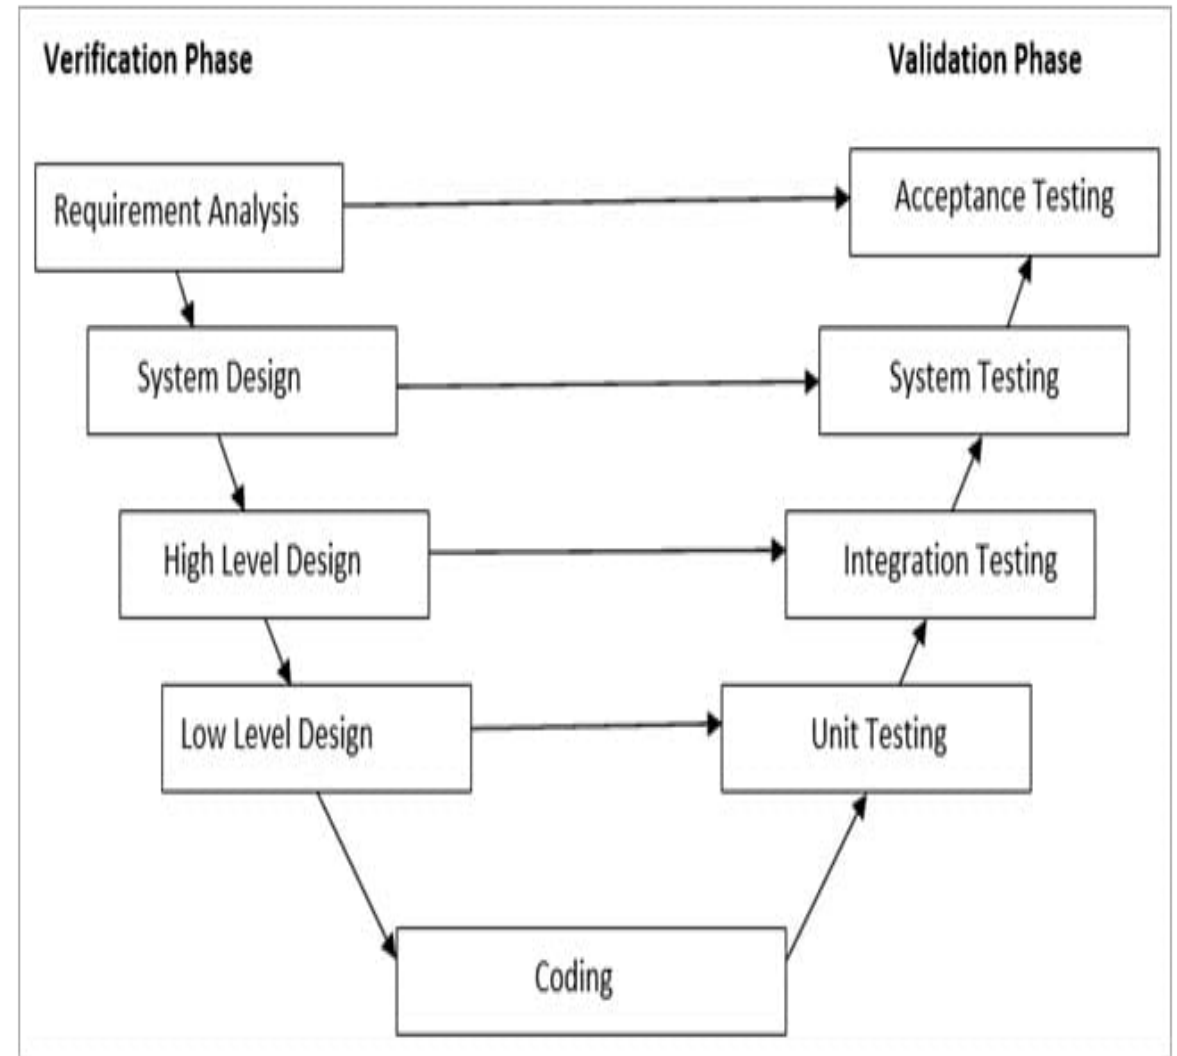 Verification Phase
Validation Phase
Requirement Analysis
Acceptance Testing
System Design
System Testing
High Level Design
Integration Testing
Low Level Design
Unit Testing
Coding